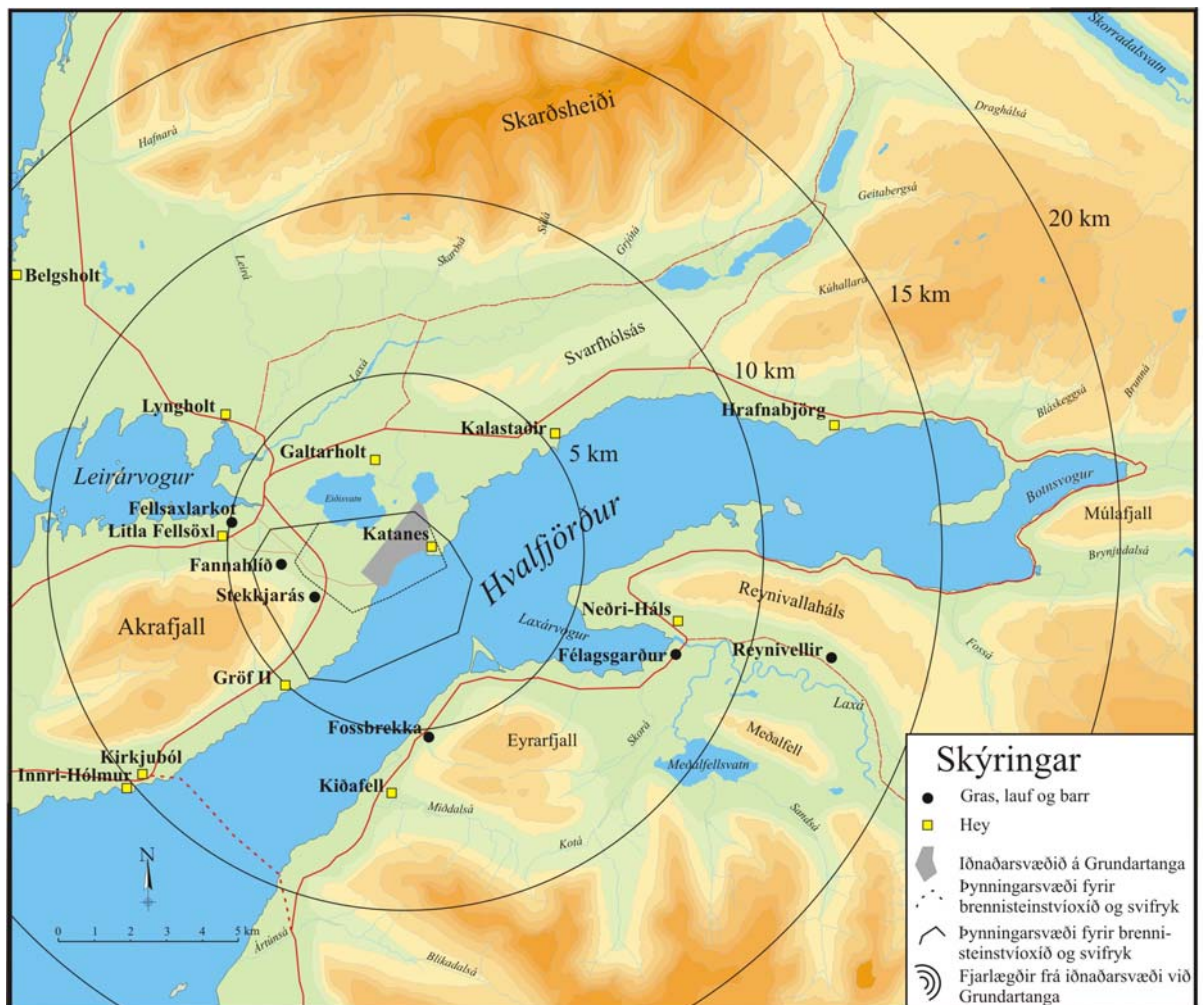 Skorradalsvatn
Skarðsheiði
Draghálsá
Hafnará
Geitabergsá
20 km
Súlá
Grjótá
Skarðsá
Leirá
Belgsholt
Kúhallará
15 km
Svarfhólsás
Laxá
10 km
Brunná
Bláskeggsá
Lyngholt
Hrafnabjörg
Kalastaðir
Galtarholt
5 km
Leirárvogur
Botnsvogur
Eiðisvatn
Fellsaxlarkot
Múlafjall
Litla Fellsöxl
Katanes
Hvalfjörður
Brynjudalsá
Fannahlíð
Stekkjarás
Reynivallaháls
Neðri-Háls
Akrafjall
Laxárvogur
Fossá
Félagsgarður
Reynivellir
Gröf II
Laxá
Skorá
Fossbrekka
Eyrarfjall
Meðalfell
Meðalfellsvatn
Kirkjuból
Innri-Hólmur
Kiðafell
Miðdalsá
Sandsá
Kotá
N
0 1 2 3 4 5 km
Ártúnsá
Blikadalsá
Skýringar
Gras, lauf og barr
Hey
Iðnaðarsvæðið á Grundartanga
Þynningarsvæði fyrir
brennisteinstvíoxíð og svifryk
Þynningarsvæði fyrir brenni-
steinstvíoxíð og svifryk
Fjarlægðir frá iðnaðarsvæði við
Grundartanga